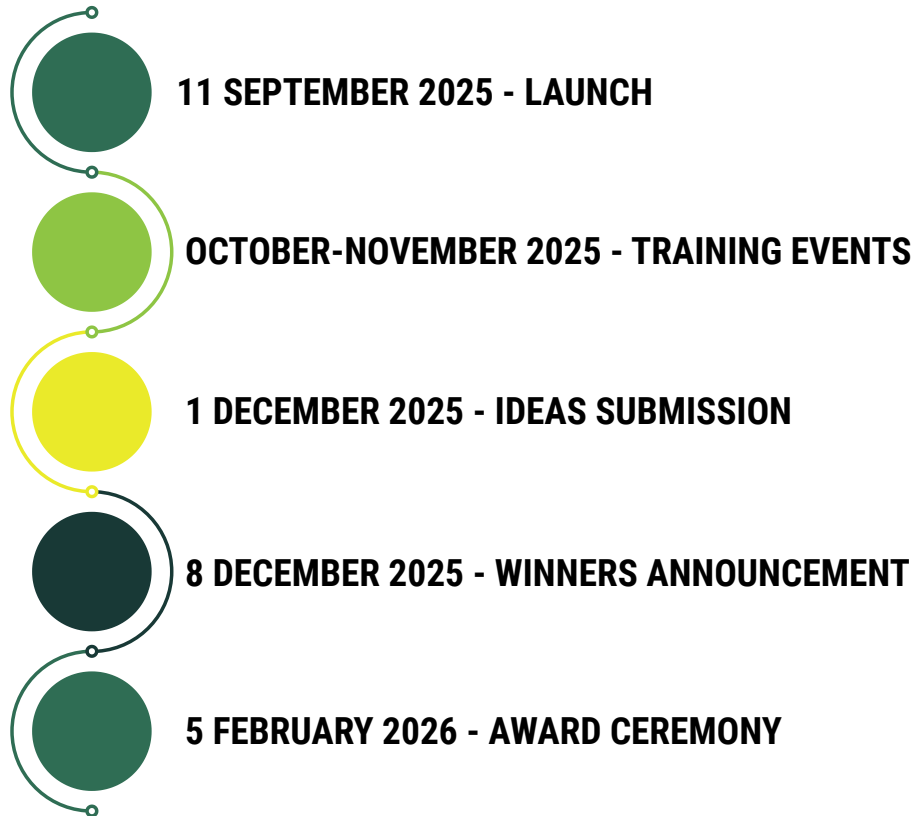 11 SEPTEMBER 2025 - LAUNCH
OCTOBER-NOVEMBER 2025 - TRAINING EVENTS
1 DECEMBER 2025 - IDEAS SUBMISSION
8 DECEMBER 2025 - WINNERS ANNOUNCEMENT
5 FEBRUARY 2026 - AWARD CEREMONY